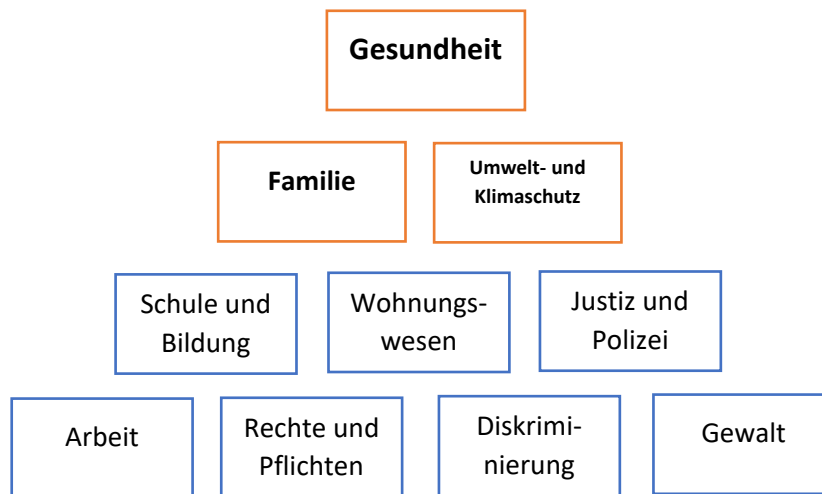 Gesundheit
Familie
Umwelt- und
Klimaschutz
Schule und
Bildung
Wohnungs-
wesen
Justiz und
Polizei
Arbeit
Rechte und
Pflichten
Diskrimi-
nierung
Gewalt